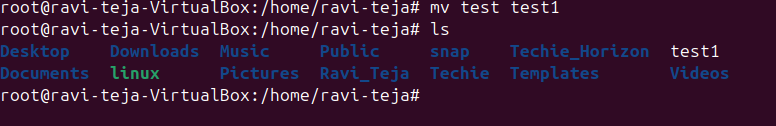 root@ravi-teja-VirtualBox:/home/ravi-teja# mv test test1
root@ravi-teja-VirtualBox:/home/ravi-teja# ls
Desktop Downloads Music Public snap Techie_Horizon test1
Documents linux Pictures Ravi_Teja Techie Templates Videos
root@ravi-teja-VirtualBox:/home/ravi-teja#